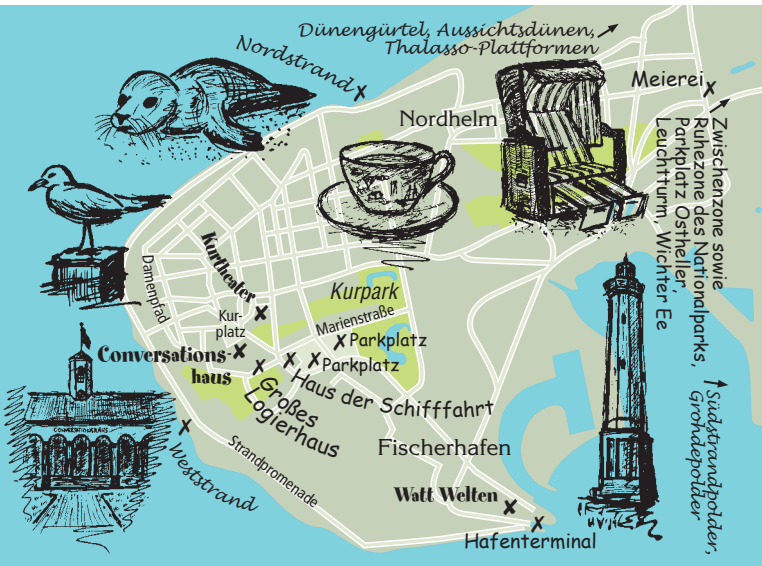 Dünengürtel, Aussichtsdünen,
Thalasso-Plattformen
Nordstrand
Meierei
Nordhelm
Zwischenzone sowie
Ruhezone des Nationalparks,
Parkplatz Ostheller,
Leuchtturm, Wichter Ee
Damenpfad
Kurtheater
Kurpark
Kur-
platz
Marienstraße
Parkplatz
Conversations-
haus
Parkplatz
Haus der Schifffahrt
Großes
Logierhaus
CONVERSATIONSHAUS
Weststrand
Strandpromenade
Fischerhafen
Südstrandpolder,
Grohdepolder
Watt Welten
Hafenterminal